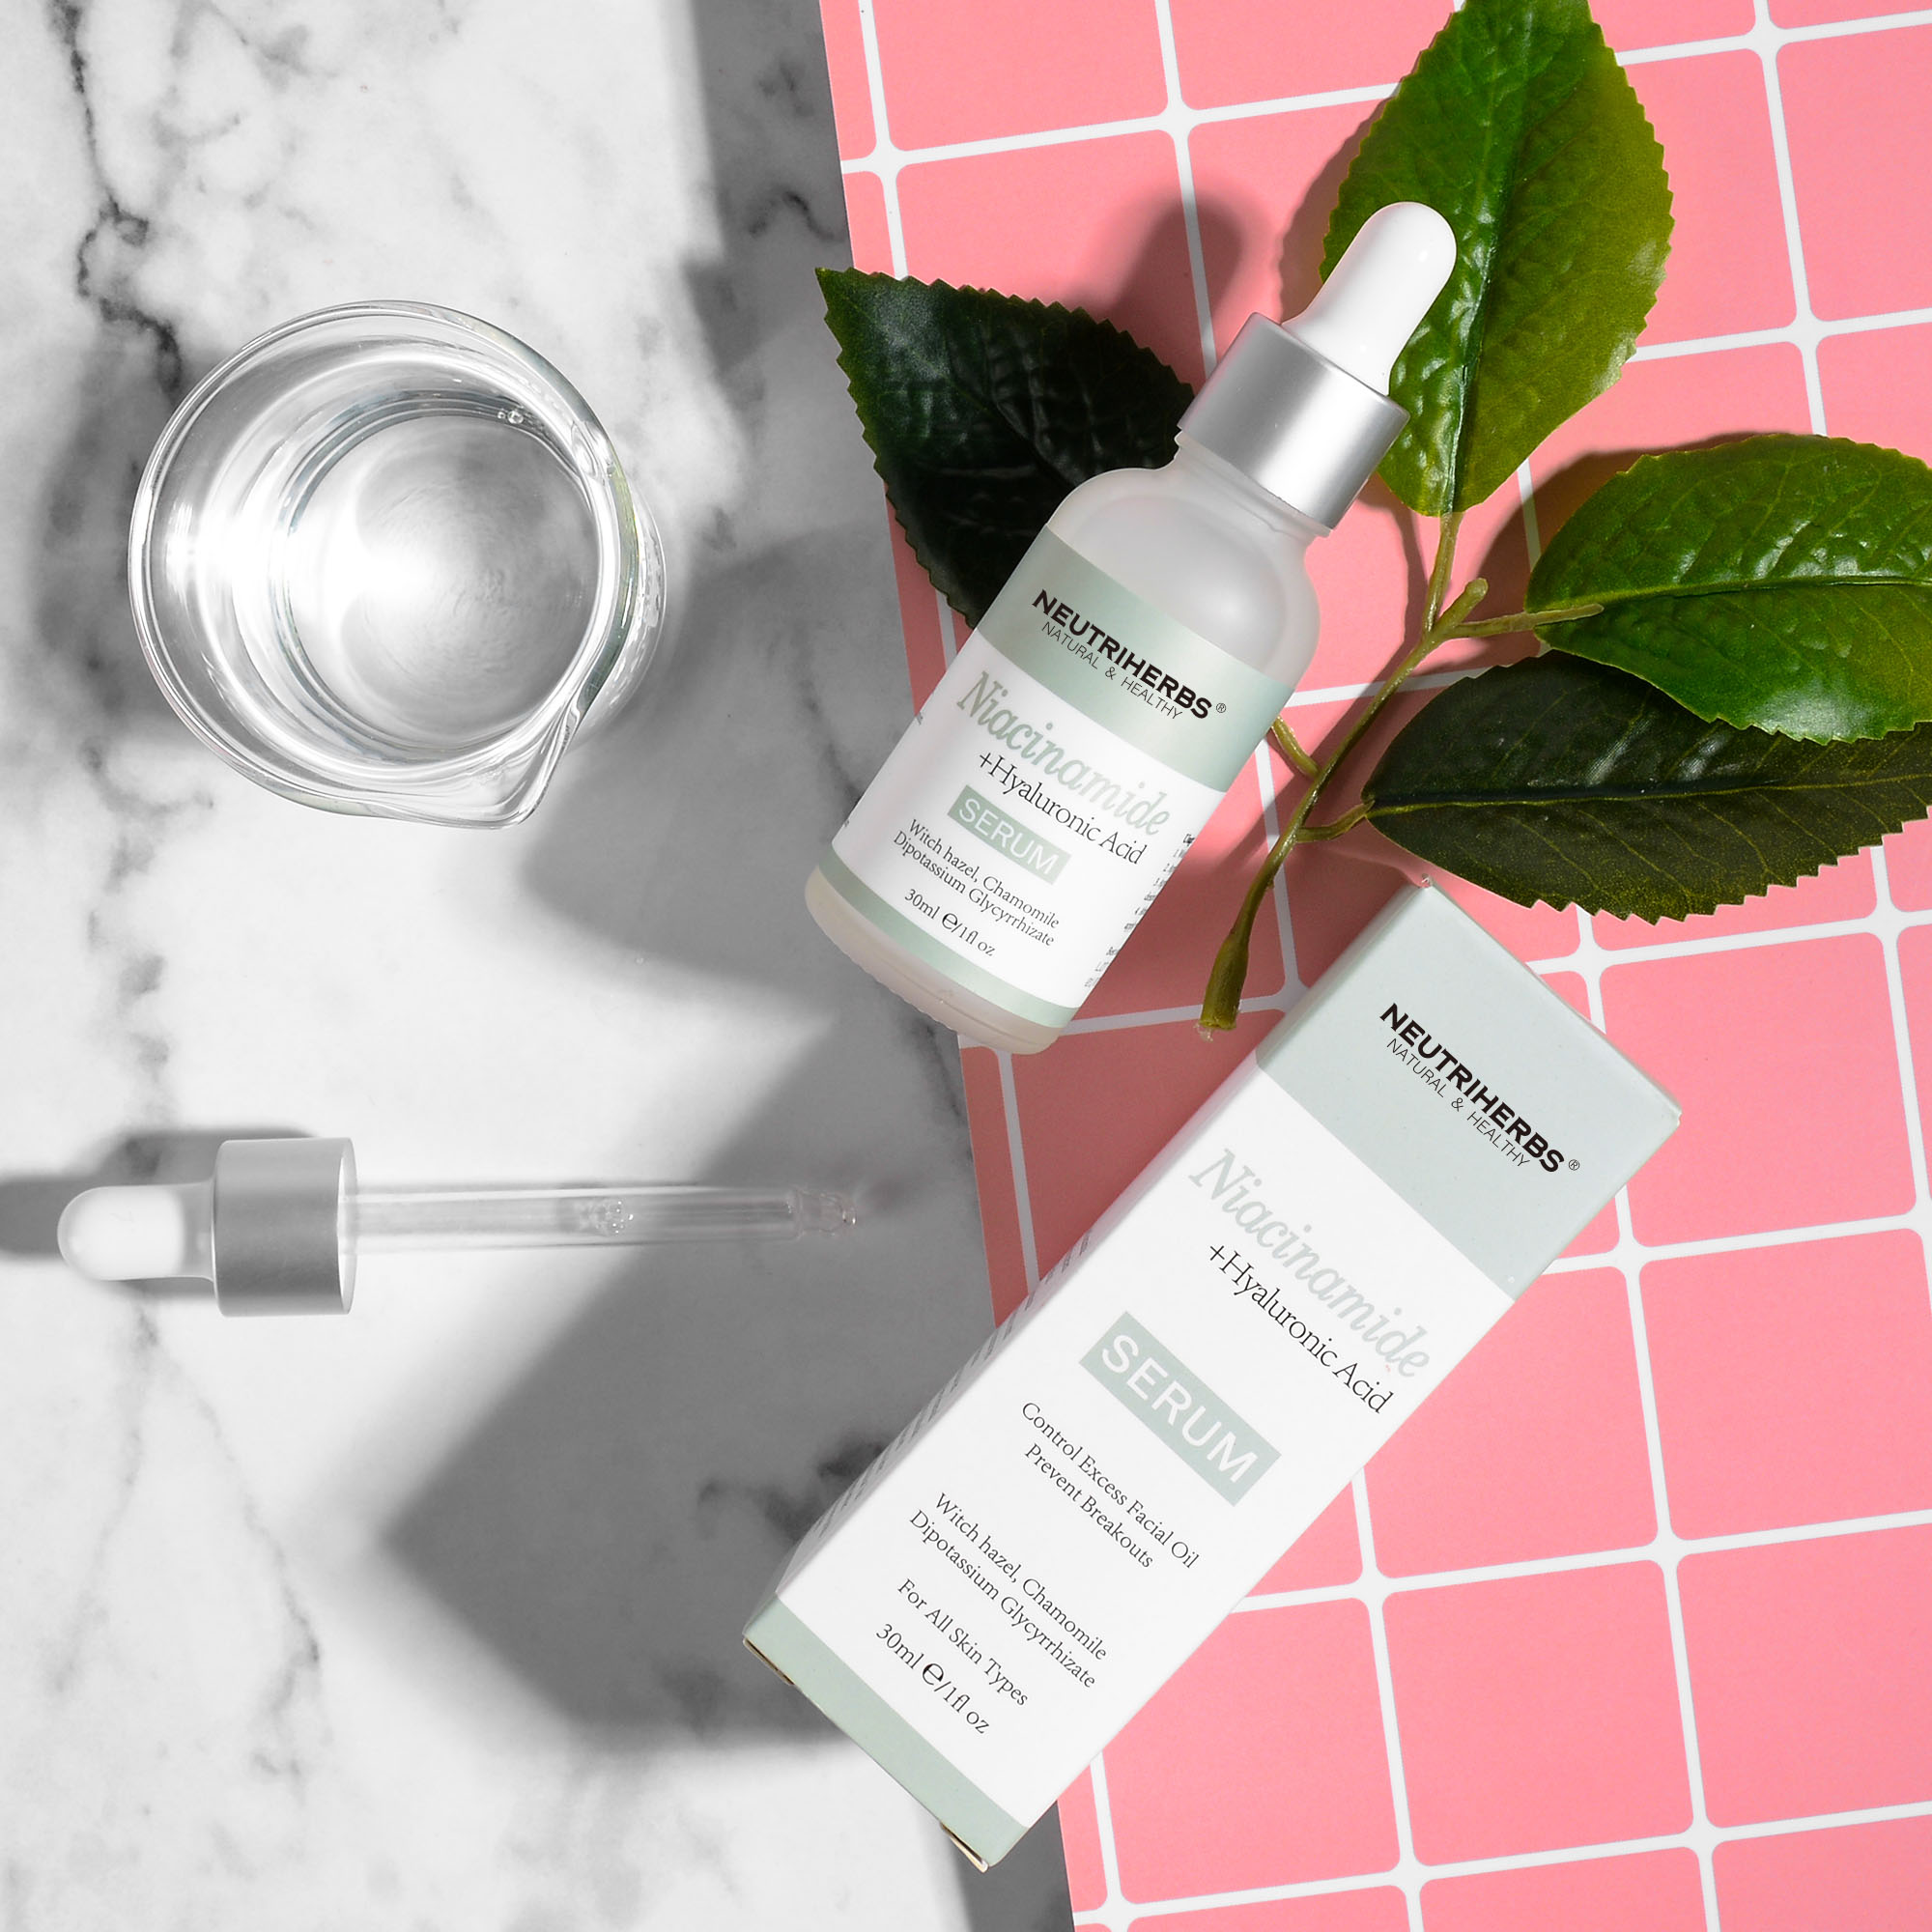 NEUTRIHERBS®
NATURAL & HEALTHY
Niacinamide
+Hyaluronic Acid
SERUM
Witch hazel, Chamomile
Dipotassium Glycyrrhizate
30ml ℮/1fl oz
NEUTRIHERBS®
NATURAL & HEALTHY
Niacinamide
+Hyaluronic Acid
SERUM
Control Excess Facial Oil
Prevent Breakouts
Witch hazel, Chamomile
Dipotassium Glycyrrhizate
For All Skin Types
30ml ℮/1fl oz